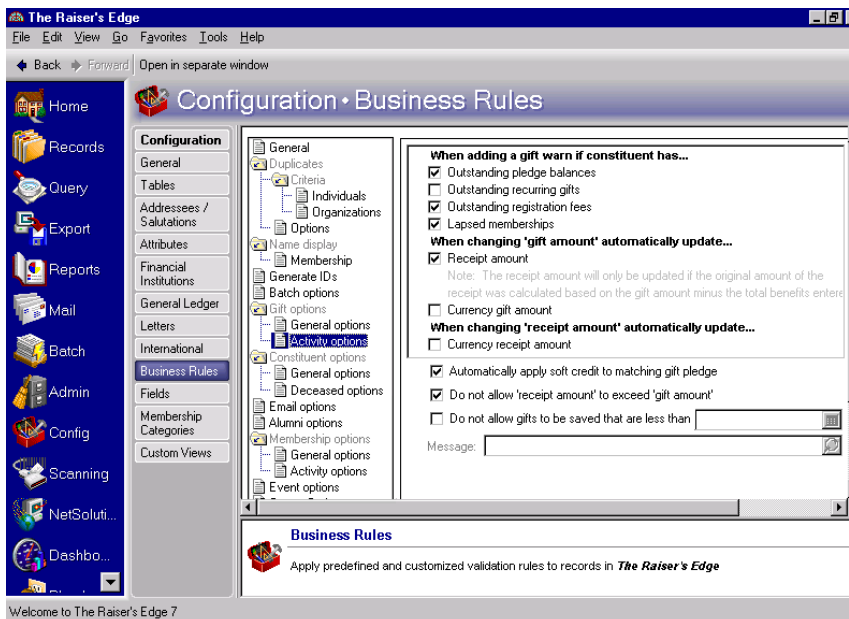 The Raiser's Edge
File Edit View Go Favorites Tools Help
Back Forward Open in separate window
Configuration • Business Rules
Home
Records
Query
Export
Reports
Mail
Batch
Admin
Config
Scanning
NetSoluti...
Dashbo...
Configuration
General
Tables
Addressees /
Salutations
Attributes
Financial
Institutions
General Ledger
Letters
International
Business Rules
Fields
Membership
Categories
Custom Views
General
Duplicates
Criteria
Individuals
Organizations
Options
Name display
Membership
Generate IDs
Batch options
Gift options
General options
Activity options
Constituent options
General options
Deceased options
Email options
Alumni options
Membership options
General options
Activity options
Event options
When adding a gift warn if constituent has...
Outstanding pledge balances
Outstanding recurring gifts
Outstanding registration fees
Lapsed memberships
When changing 'gift amount' automatically update...
Receipt amount
Note: The receipt amount will only be updated if the original amount of the
receipt was calculated based on the gift amount minus the total benefits entere
Currency gift amount
When changing 'receipt amount' automatically update...
Currency receipt amount
Automatically apply soft credit to matching gift pledge
Do not allow 'receipt amount' to exceed 'gift amount'
Do not allow gifts to be saved that are less than
Message:
Business Rules
Apply predefined and customized validation rules to records in The Raiser's Edge
Welcome to The Raiser's Edge 7